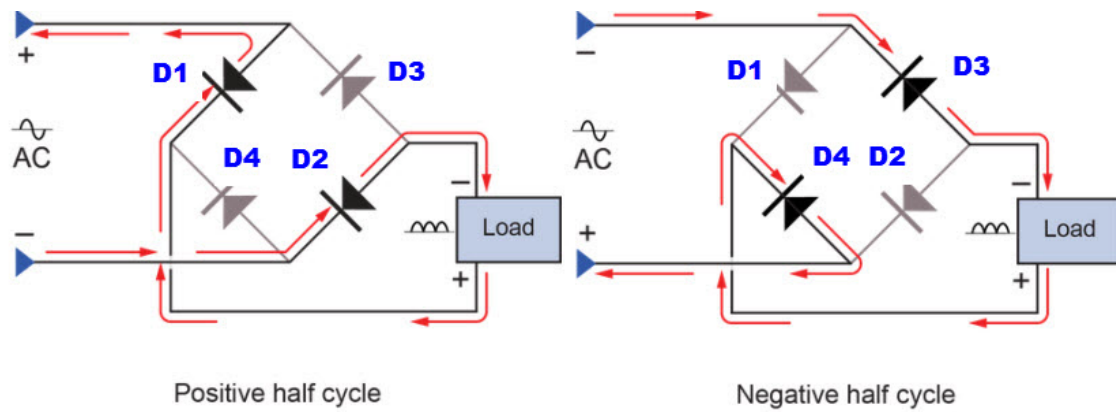 +
D1
D3
AC
D4 D2
−
−
Load
+
Positive half cycle
−
D1
D3
AC
D4 D2
−
+
Load
+
Negative half cycle